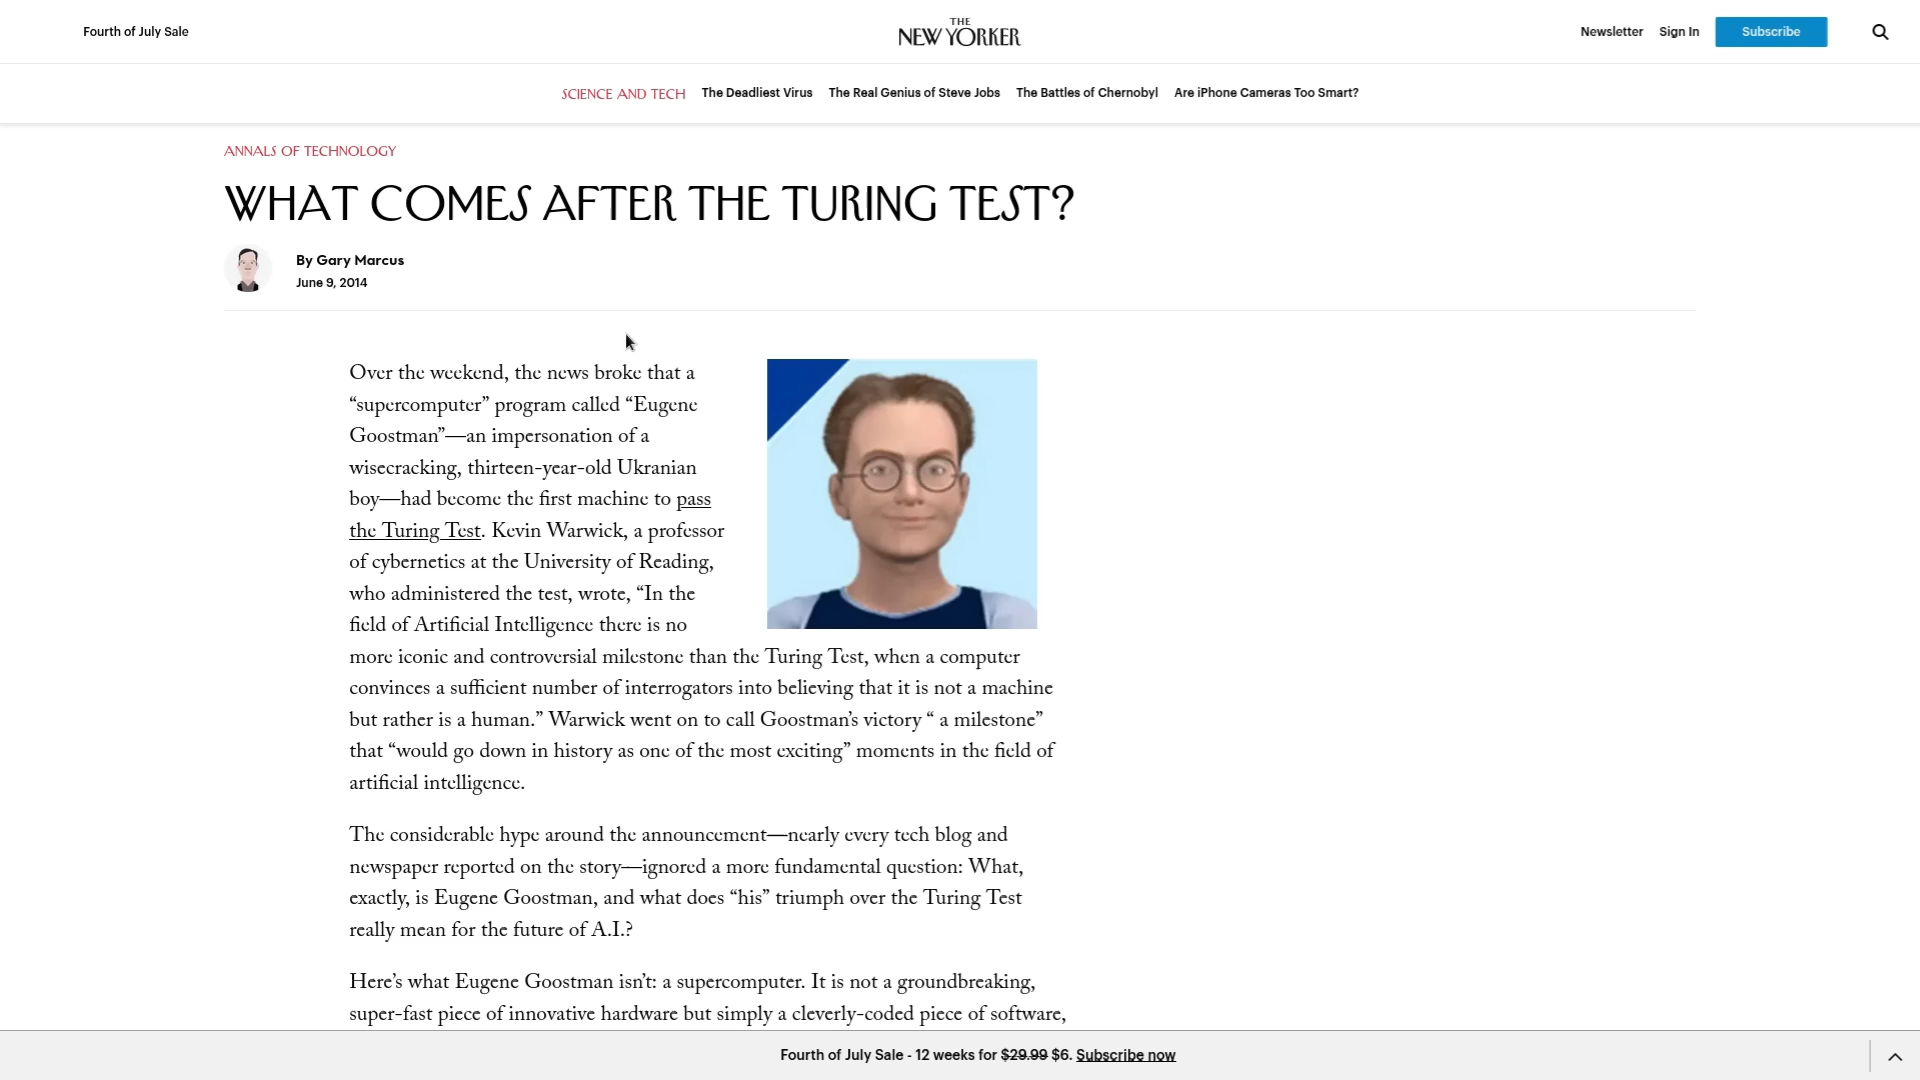 Fourth of July Sale
THE
NEW YORKER
Newsletter Sign In Subscribe
SCIENCE AND TECH The Deadliest Virus The Real Genius of Steve Jobs The Battles of Chernobyl Are iPhone Cameras Too Smart?
ANNALS OF TECHNOLOGY
WHAT COMES AFTER THE TURING TEST?
By Gary Marcus
June 9, 2014
Over the weekend, the news broke that a
“supercomputer” program called “Eugene
Goostman”—an impersonation of a
wisecracking, thirteen-year-old Ukranian
boy—had become the first machine to pass
the Turing Test. Kevin Warwick, a professor
of cybernetics at the University of Reading,
who administered the test, wrote, “In the
field of Artificial Intelligence there is no
more iconic and controversial milestone than the Turing Test, when a computer
convinces a sufficient number of interrogators into believing that it is not a machine
but rather is a human.” Warwick went on to call Goostman’s victory “ a milestone”
that “would go down in history as one of the most exciting” moments in the field of
artificial intelligence.
The considerable hype around the announcement—nearly every tech blog and
newspaper reported on the story—ignored a more fundamental question: What,
exactly, is Eugene Goostman, and what does “his” triumph over the Turing Test
really mean for the future of A.I.?
Here’s what Eugene Goostman isn’t: a supercomputer. It is not a groundbreaking,
super-fast piece of innovative hardware but simply a cleverly-coded piece of software,
Fourth of July Sale - 12 weeks for $29.99 $6. Subscribe now